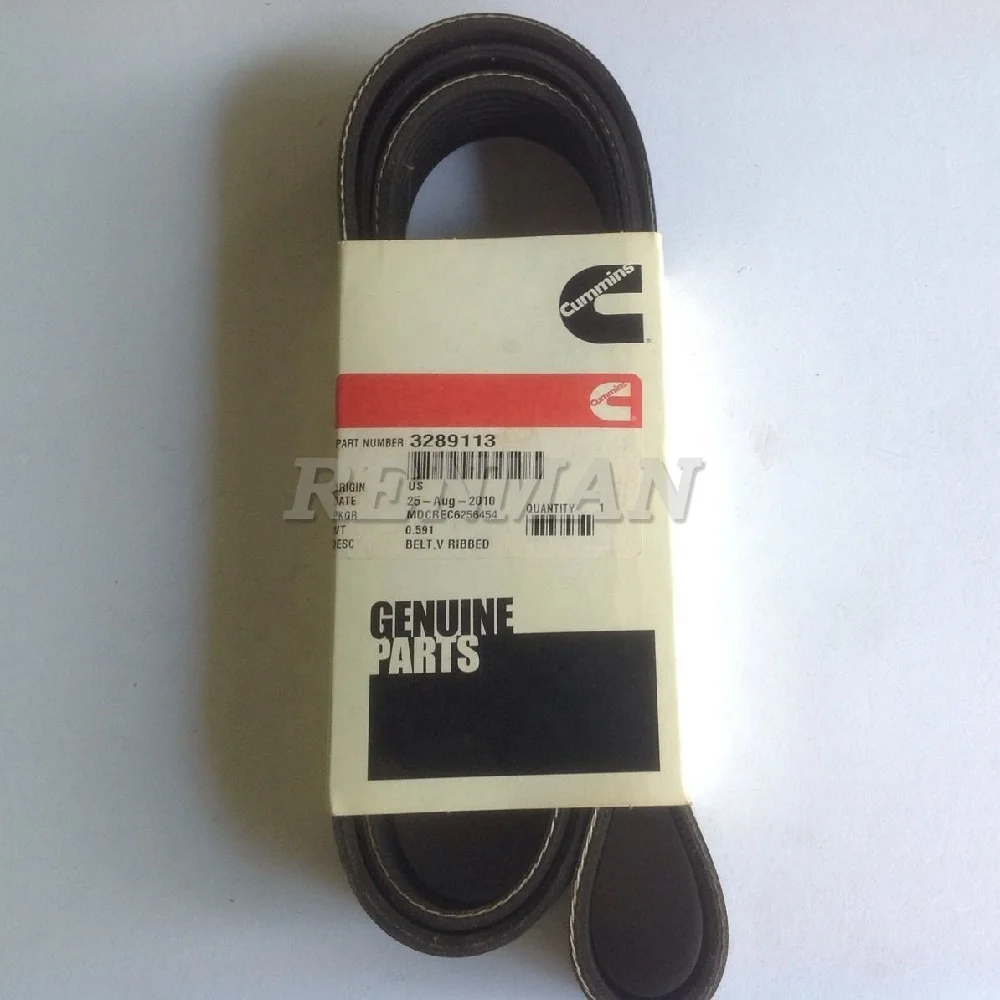 Cummins
Cummins
PART NUMBER 3289113
ORIGIN US
DATE 25-Aug-2010
PKGR MDCREC6256454
QUANTITY 1
WT 0.591
DESC BELT,V RIBBED
RENMAN
GENUINE
PARTS